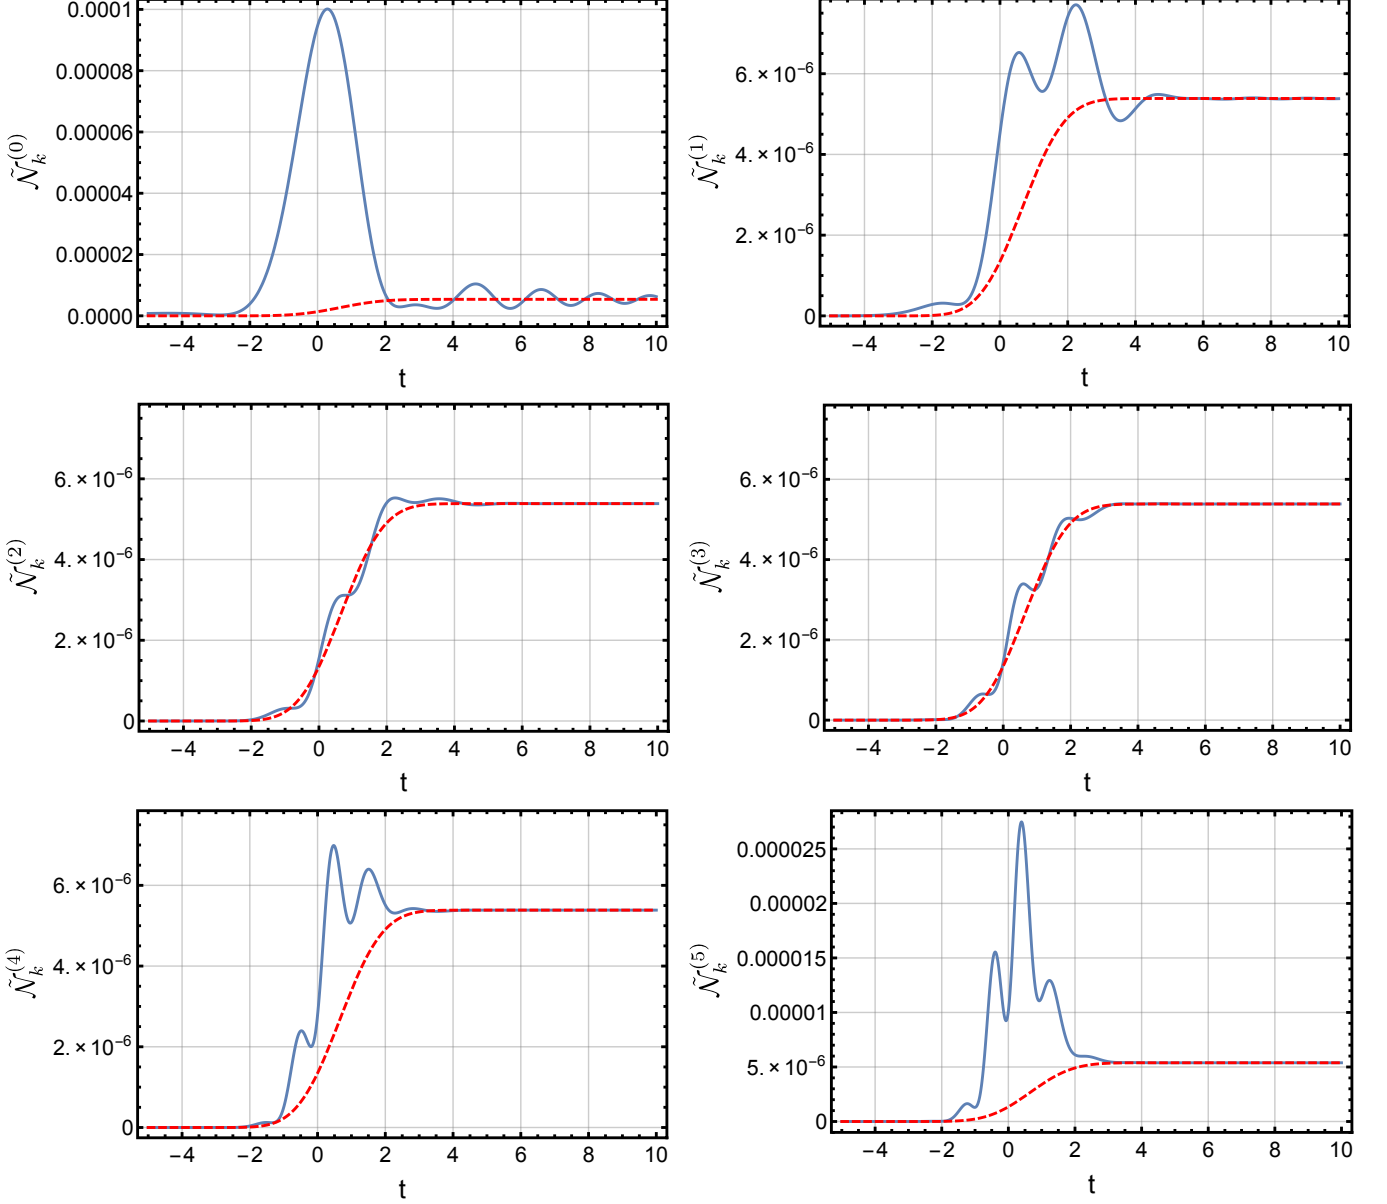 0.0001
0.00008
0.00006
0.00004
0.00002
0.0000
𝒩̃_k^(0)
−4 −2 0 2 4 6 8 10
t
6.×10⁻⁶
4.×10⁻⁶
2.×10⁻⁶
0
𝒩̃_k^(1)
−4 −2 0 2 4 6 8 10
t
6.×10⁻⁶
4.×10⁻⁶
2.×10⁻⁶
0
𝒩̃_k^(2)
−4 −2 0 2 4 6 8 10
t
6.×10⁻⁶
4.×10⁻⁶
2.×10⁻⁶
0
𝒩̃_k^(3)
−4 −2 0 2 4 6 8 10
t
6.×10⁻⁶
4.×10⁻⁶
2.×10⁻⁶
0
𝒩̃_k^(4)
−4 −2 0 2 4 6 8 10
t
0.000025
0.00002
0.000015
0.00001
5.×10⁻⁶
0
𝒩̃_k^(5)
−4 −2 0 2 4 6 8 10
t